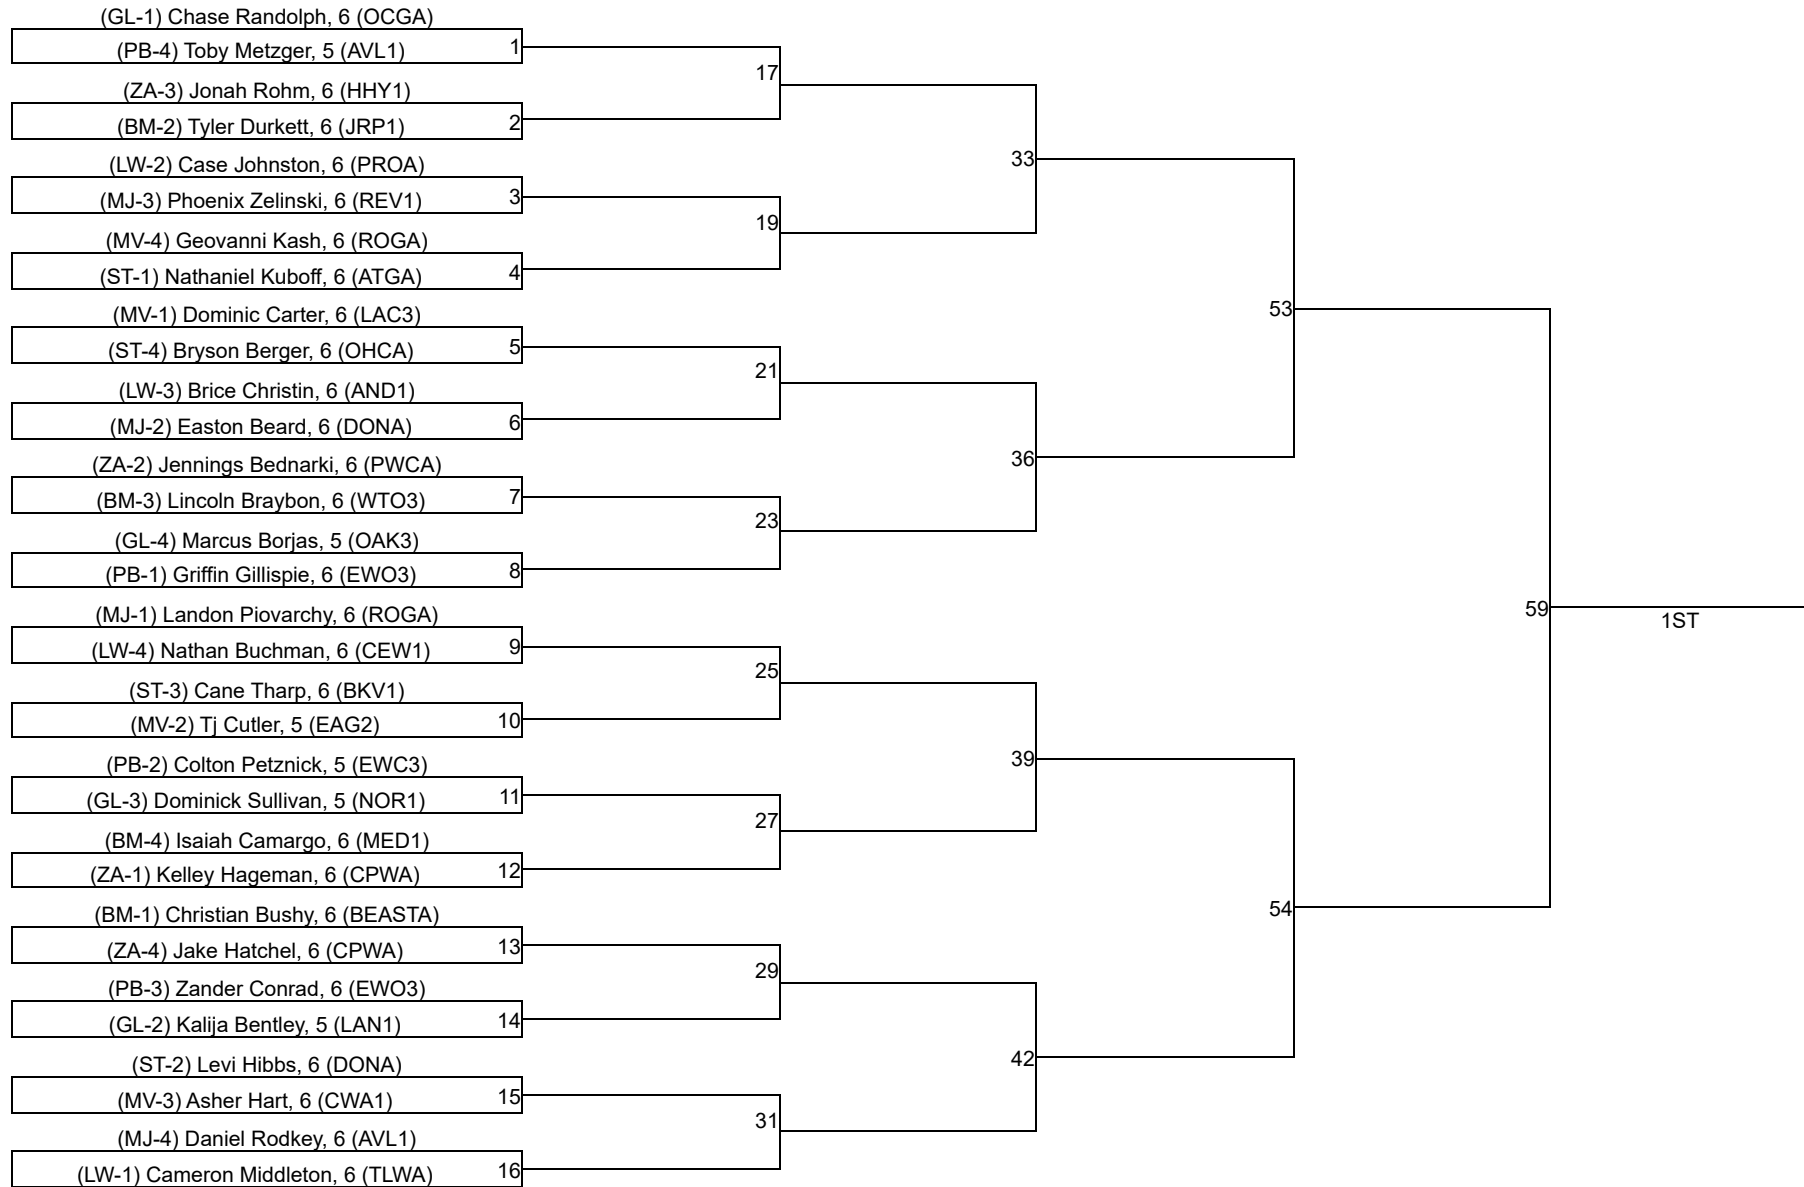 (GL-1) Chase Randolph, 6 (OCGA)
(PB-4) Toby Metzger, 5 (AVL1)
1
17
(ZA-3) Jonah Rohm, 6 (HHY1)
(BM-2) Tyler Durkett, 6 (JRP1)
2
(LW-2) Case Johnston, 6 (PROA)
33
(MJ-3) Phoenix Zelinski, 6 (REV1)
3
19
(MV-4) Geovanni Kash, 6 (ROGA)
(ST-1) Nathaniel Kuboff, 6 (ATGA)
4
(MV-1) Dominic Carter, 6 (LAC3)
53
(ST-4) Bryson Berger, 6 (OHCA)
5
21
(LW-3) Brice Christin, 6 (AND1)
(MJ-2) Easton Beard, 6 (DONA)
6
(ZA-2) Jennings Bednarki, 6 (PWCA)
36
(BM-3) Lincoln Braybon, 6 (WTO3)
7
23
(GL-4) Marcus Borjas, 5 (OAK3)
(PB-1) Griffin Gillispie, 6 (EWO3)
8
(MJ-1) Landon Piovarchy, 6 (ROGA)
59
1ST
(LW-4) Nathan Buchman, 6 (CEW1)
9
25
(ST-3) Cane Tharp, 6 (BKV1)
(MV-2) Tj Cutler, 5 (EAG2)
10
(PB-2) Colton Petznick, 5 (EWC3)
39
(GL-3) Dominick Sullivan, 5 (NOR1)
11
27
(BM-4) Isaiah Camargo, 6 (MED1)
(ZA-1) Kelley Hageman, 6 (CPWA)
12
(BM-1) Christian Bushy, 6 (BEASTA)
54
(ZA-4) Jake Hatchel, 6 (CPWA)
13
29
(PB-3) Zander Conrad, 6 (EWO3)
(GL-2) Kalija Bentley, 5 (LAN1)
14
(ST-2) Levi Hibbs, 6 (DONA)
42
(MV-3) Asher Hart, 6 (CWA1)
15
31
(MJ-4) Daniel Rodkey, 6 (AVL1)
(LW-1) Cameron Middleton, 6 (TLWA)
16